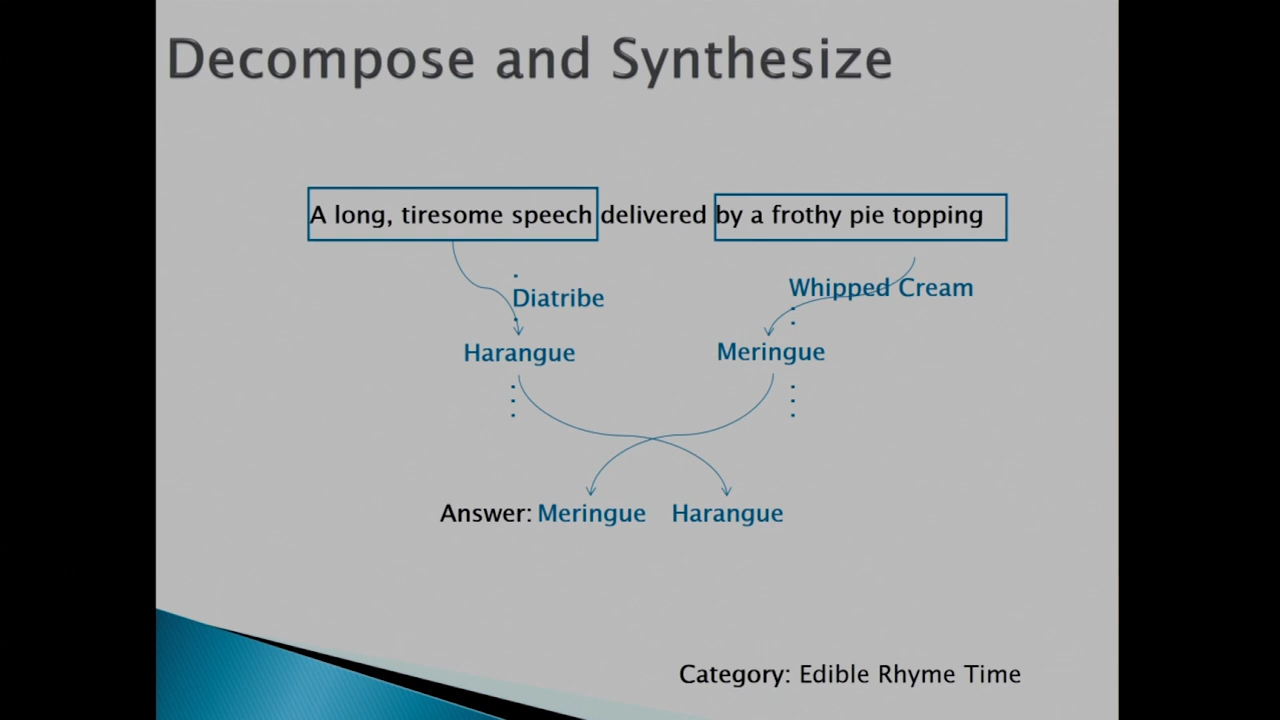 Decompose and Synthesize
A long, tiresome speech delivered by a frothy pie topping
Diatribe
Whipped Cream
Harangue
Meringue
Answer: Meringue Harangue
Category: Edible Rhyme Time